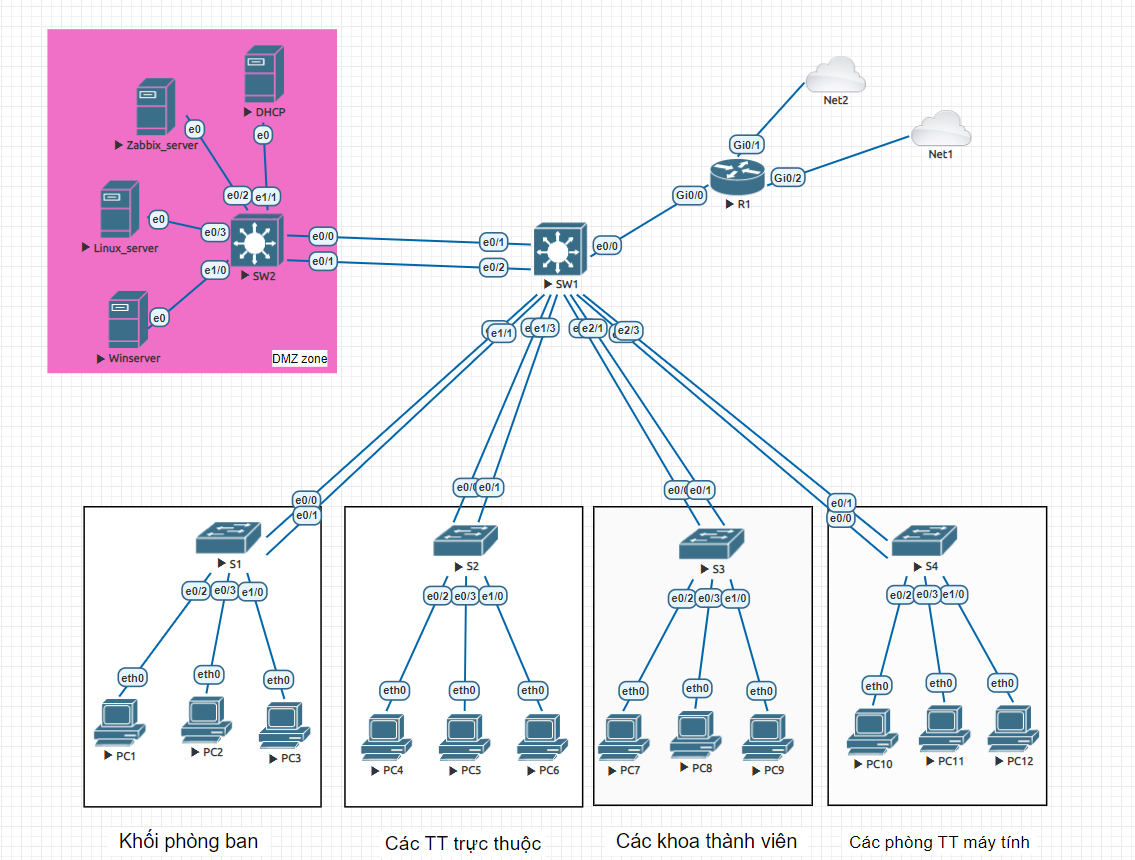 DHCP
e0
Zabbix_server
e0
e0/2
e1/1
e0
Linux_server
e0/3
e0/0
e0/1
e1/0
SW2
e0
Winserver
DMZ zone
Net2
Net1
Gi0/1
Gi0/2
Gi0/0
R1
e0/1
e0/0
e0/2
SW1
e1/1
e1/3
e2/1
e2/3
e0/0
e0/1
e0/1
e0/1
e0/1
e0/0
S1
S2
S3
S4
e0/2
e0/3
e1/0
e0/2
e0/3
e1/0
e0/2
e0/3
e1/0
e0/2
e0/3
e1/0
eth0
eth0
eth0
eth0
eth0
eth0
eth0
eth0
eth0
eth0
eth0
eth0
PC1
PC2
PC3
PC4
PC5
PC6
PC7
PC8
PC9
PC10
PC11
PC12
Khối phòng ban
Các TT trực thuộc
Các khoa thành viên
Các phòng TT máy tính